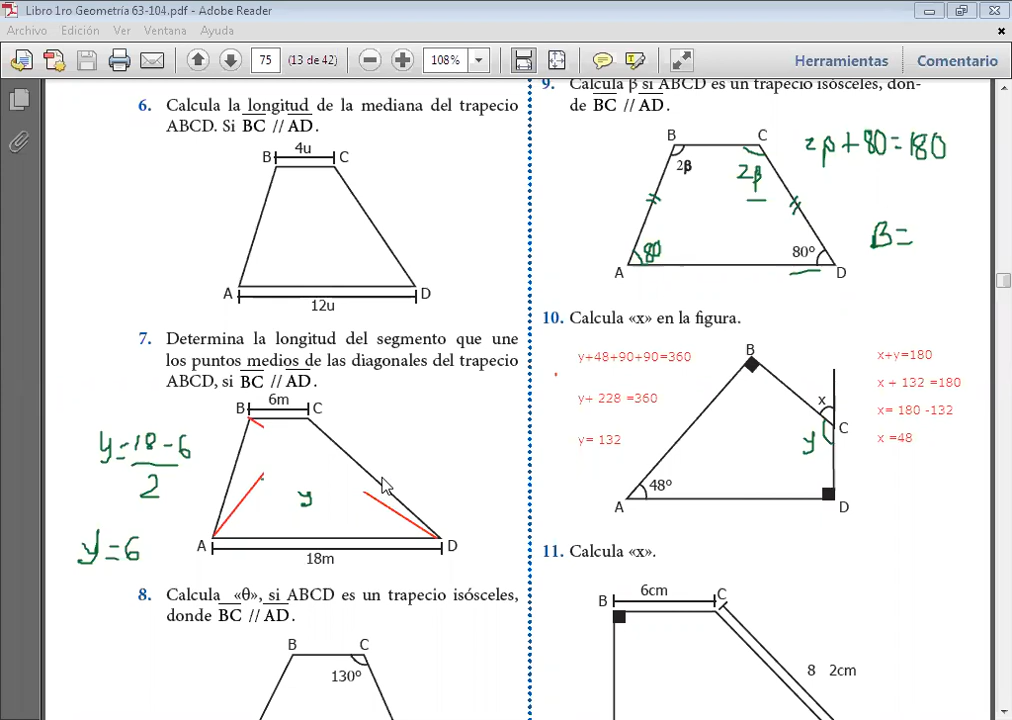 Libro 1ro Geometría 63-104.pdf - Adobe Reader
Archivo Edición Ver Ventana Ayuda
75 (13 de 42) 108% Herramientas Comentario
6. Calcula la longitud de la mediana del trapecio
ABCD. Si BC // AD.
4u
B C
A D
12u
7. Determina la longitud del segmento que une
los puntos medios de las diagonales del trapecio
ABCD, si BC // AD.
6m
B C
y=18-6
2
y
y=6
A D
18m
8. Calcula «θ», si ABCD es un trapecio isósceles,
donde BC // AD.
B C
130º
9. Calcula β si ABCD es un trapecio isósceles, don-
de BC // AD.
B C
2β+80=180
2β 2β
B=
80 80º
A D
10. Calcula «x» en la figura.
B
y+48+90+90=360
y+ 228 =360
y= 132
x+y=180
x + 132 =180
x= 180 -132
x =48
x
C
y
48º
A D
11. Calcula «x».
6cm
B C
8 2cm